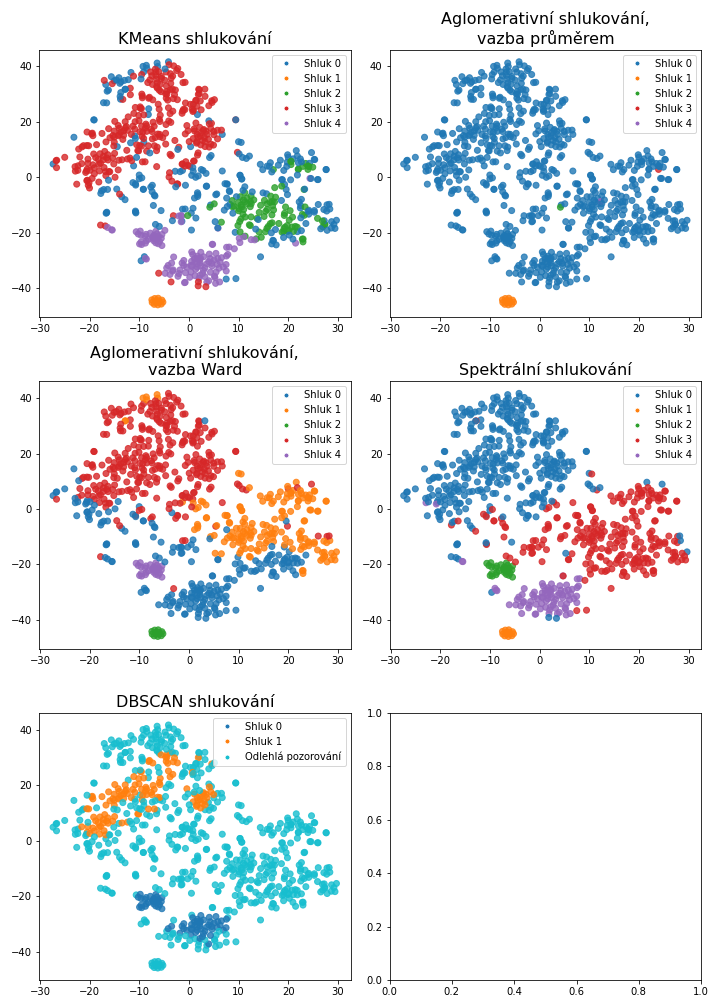 KMeans shlukování
Shluk 0
Shluk 1
Shluk 2
Shluk 3
Shluk 4
40
20
0
−20
−40
−30 −20 −10 0 10 20 30
Aglomerativní shlukování,
vazba průměrem
Shluk 0
Shluk 1
Shluk 2
Shluk 3
Shluk 4
40
20
0
−20
−40
−30 −20 −10 0 10 20 30
Aglomerativní shlukování,
vazba Ward
Shluk 0
Shluk 1
Shluk 2
Shluk 3
Shluk 4
40
20
0
−20
−40
−30 −20 −10 0 10 20 30
Spektrální shlukování
Shluk 0
Shluk 1
Shluk 2
Shluk 3
Shluk 4
40
20
0
−20
−40
−30 −20 −10 0 10 20 30
DBSCAN shlukování
Shluk 0
Shluk 1
Odlehlá pozorování
40
20
0
−20
−40
−30 −20 −10 0 10 20 30
1.0
0.8
0.6
0.4
0.2
0.0
0.0 0.2 0.4 0.6 0.8 1.0